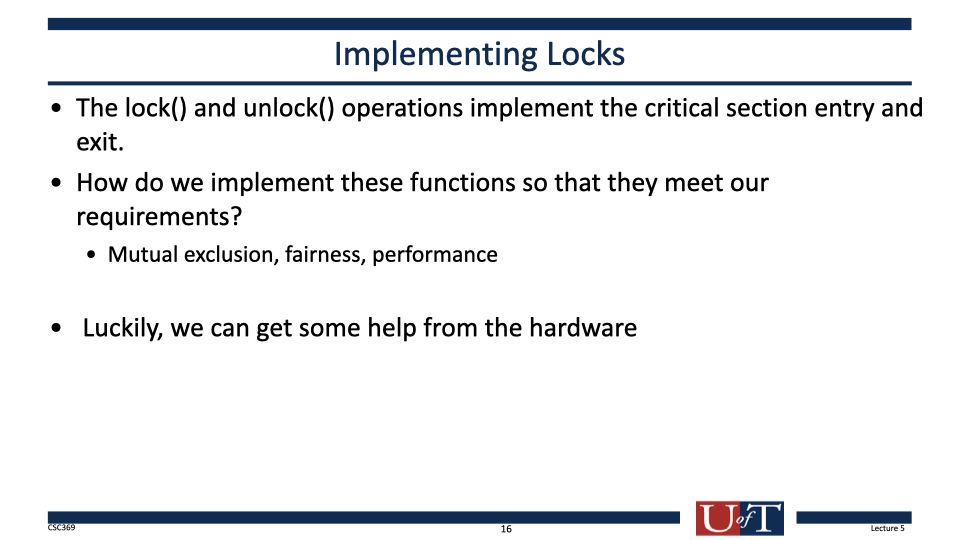 Implementing Locks
• The lock() and unlock() operations implement the critical section entry and
exit.
• How do we implement these functions so that they meet our
requirements?
• Mutual exclusion, fairness, performance
• Luckily, we can get some help from the hardware
CSC369
16
U of T
Lecture 5